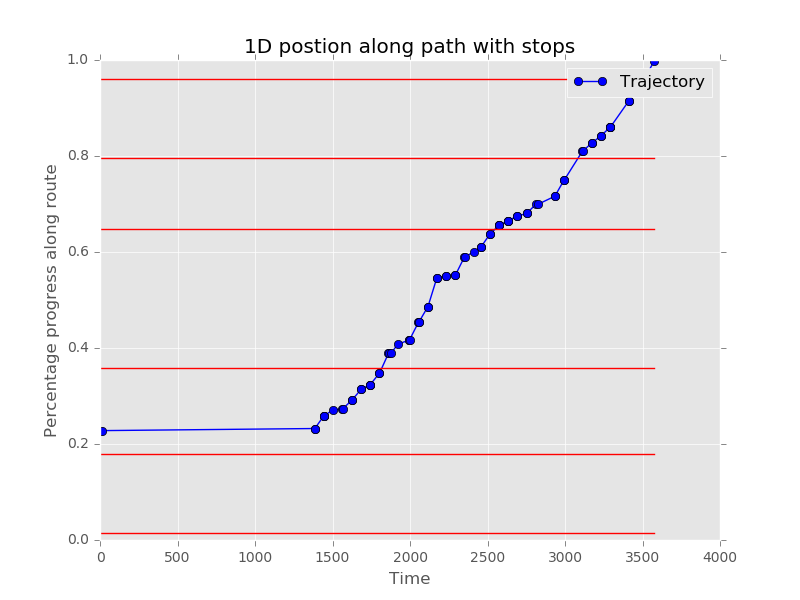 1D postion along path with stops
Trajectory
Percentage progress along route
1.0
0.8
0.6
0.4
0.2
0.0
0 500 1000 1500 2000 2500 3000 3500 4000
Time